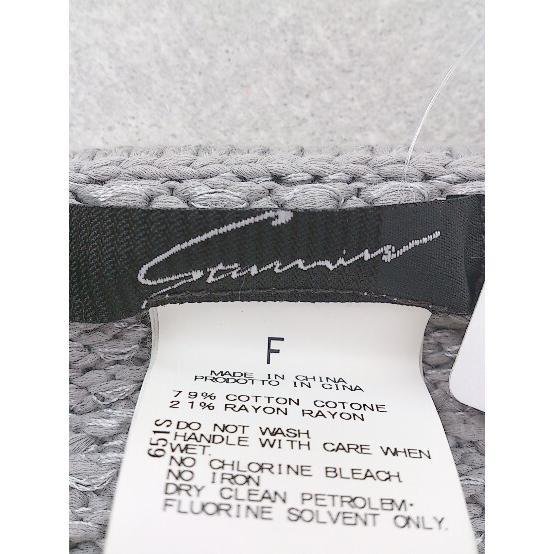 F
MADE IN CHINA
PRODOTTO IN CINA
79% COTTON COTONE
21% RAYON RAYON
651S
DO NOT WASH
HANDLE WITH CARE WHEN
WET.
NO CHLORINE BLEACH
NO IRON
DRY CLEAN PETROLEM·
FLUORINE SOLVENT ONLY.